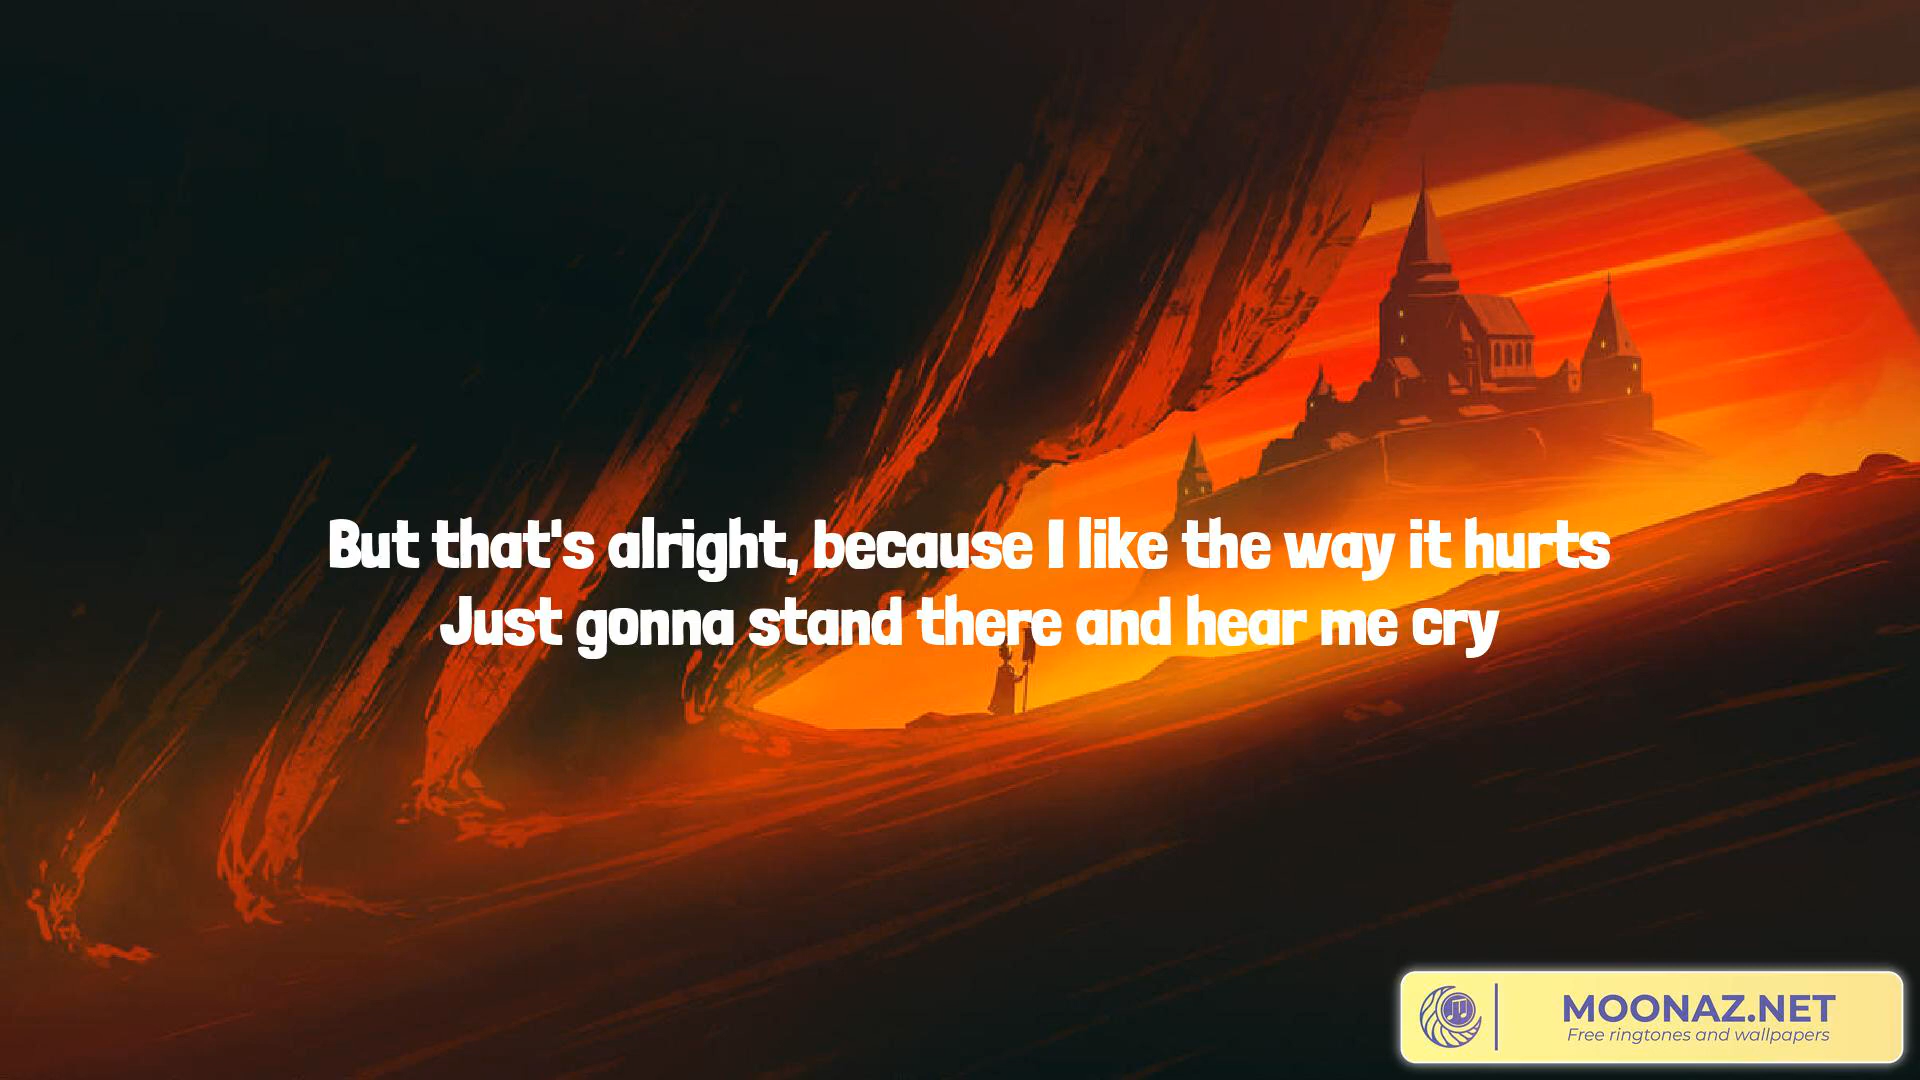 But that's alright, because I like the way it hurts
Just gonna stand there and hear me cry
MOONAZ.NET
Free ringtones and wallpapers